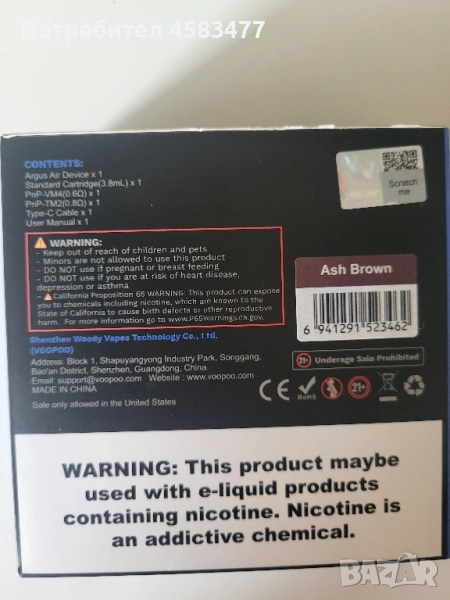 Потребител 4583477
CONTENTS:
Argus Air Device x 1
Standard Cartridge(3.8mL) x 1
PnP-VM4(0.6Ω) x 1
PnP-TM2(0.8Ω) x 1
Type-C Cable x 1
User Manual x 1
Scratch
me
WARNING:
- Keep out of reach of children and pets
- Minors are not allowed to use this product
- DO NOT use if pregnant or breast feeding
- DO NOT use if you are at risk of heart disease,
depression or asthma
- California Proposition 65 WARNING: This product can expose
you to chemicals including nicotine, which are known to the
State of California to cause birth defects or other reproductive
harm. For more information go to www.P65Warnings.ca.gov.
Ash Brown
6 941291 523462
Shenzhen Woody Vapes Technology Co., Ltd.
(VOOPOO)
Address: Block 1, Shapuyangyong Industry Park, Songgang,
Bao'an District, Shenzhen, Guangdong, China
Email: support@voopoo.com Website : www.voopoo.com
MADE IN CHINA
Sale only allowed in the United States
21+ Underage Sale Prohibited
CE RoHS 21+
WARNING: This product maybe
used with e-liquid products
containing nicotine. Nicotine is
an addictive chemical.
BAZAR